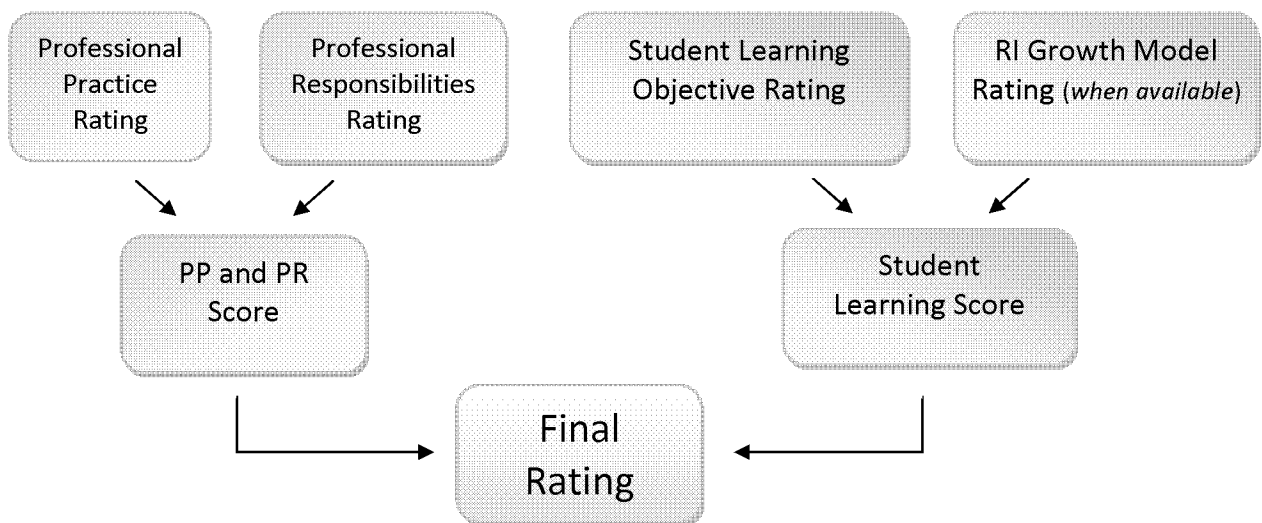 Professional
Practice
Rating
Professional
Responsibilities
Rating
Student Learning
Objective Rating
RI Growth Model
Rating (when available)
PP and PR
Score
Student
Learning Score
Final
Rating